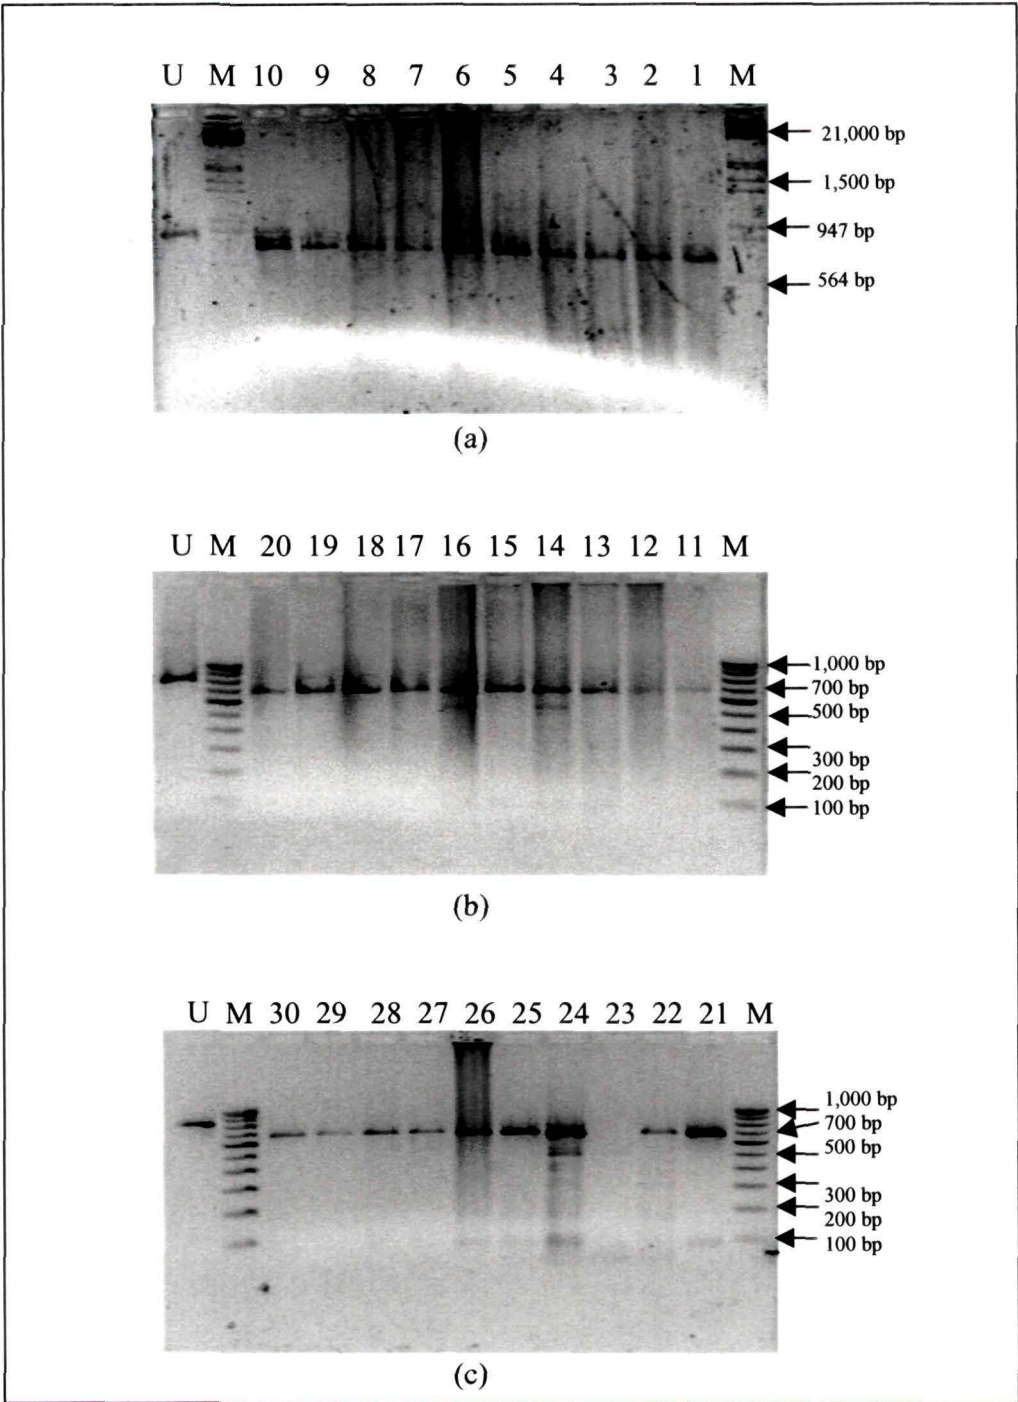 U M 10 9 8 7 6 5 4 3 2 1 M
21,000 bp
1,500 bp
947 bp
564 bp
(a)
U M 20 19 18 17 16 15 14 13 12 11 M
1,000 bp
700 bp
500 bp
300 bp
200 bp
100 bp
(b)
U M 30 29 28 27 26 25 24 23 22 21 M
1,000 bp
700 bp
500 bp
300 bp
200 bp
100 bp
(c)